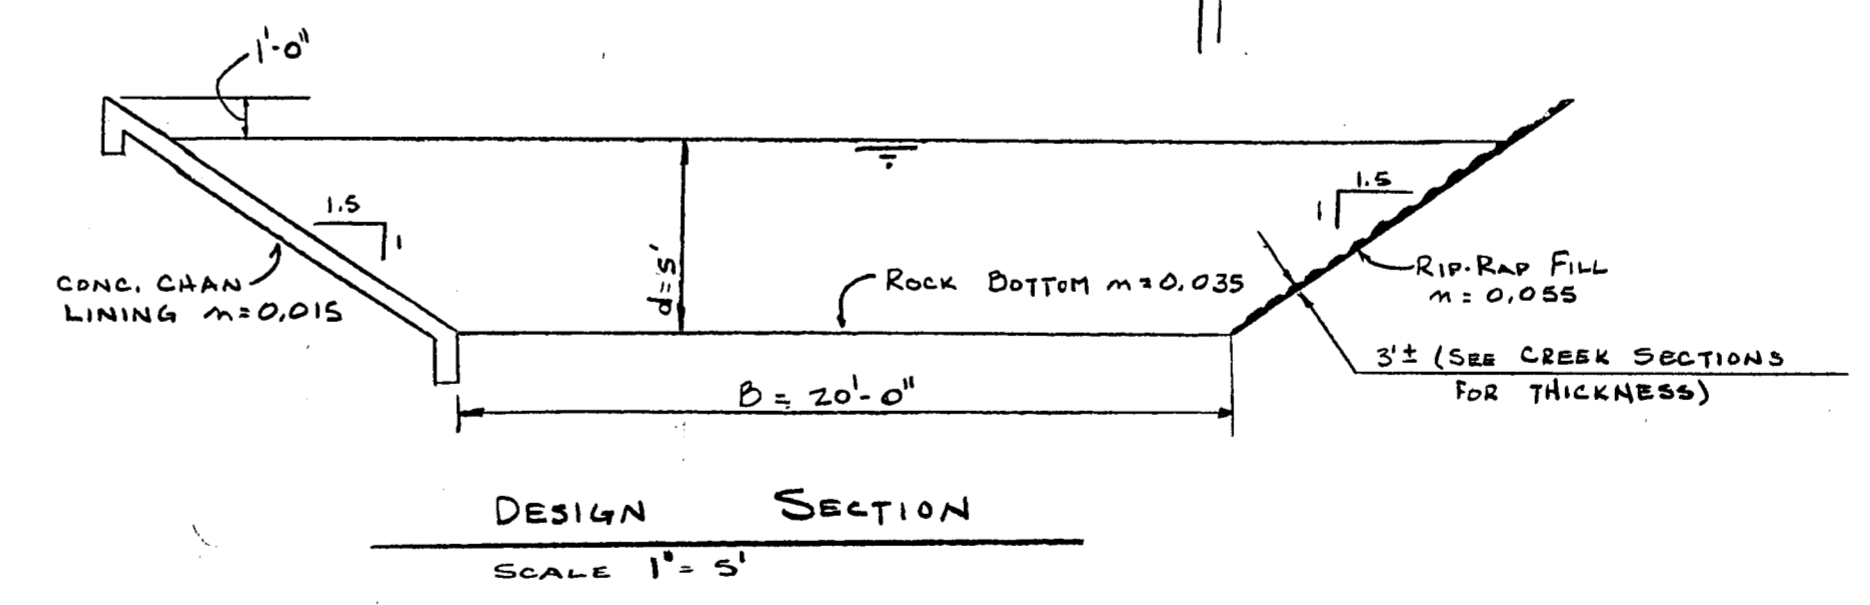 1'-0"
1.5
1
1.5
1
CONC. CHAN
LINING n=0.015
d=5'
ROCK BOTTOM n=0.035
RIP-RAP FILL
n=0.055
3'± (SEE CREEK SECTIONS
FOR THICKNESS)
B = 20'-0"
DESIGN SECTION
SCALE 1"=5'